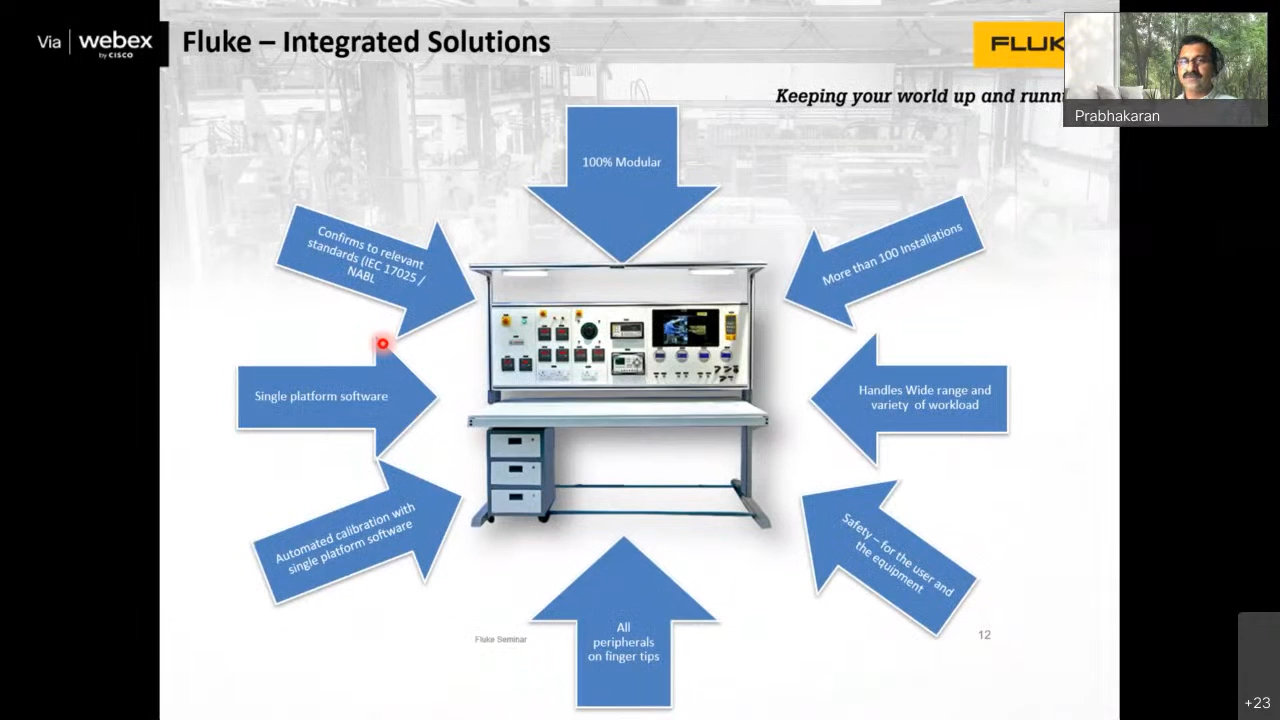 Via | webex
by CISCO
Fluke – Integrated Solutions
FLUK
Keeping your world up and
Prabhakaran
100% Modular
Confirms to relevant
standards (IEC 17025 /
NABL
More than 100 Installations
Single platform software
Handles Wide range and
variety of workload
Automated calibration with
single platform software
Safety – for the user and
the equipment
All
peripherals
on finger tips
Fluke Seminar
12
+23